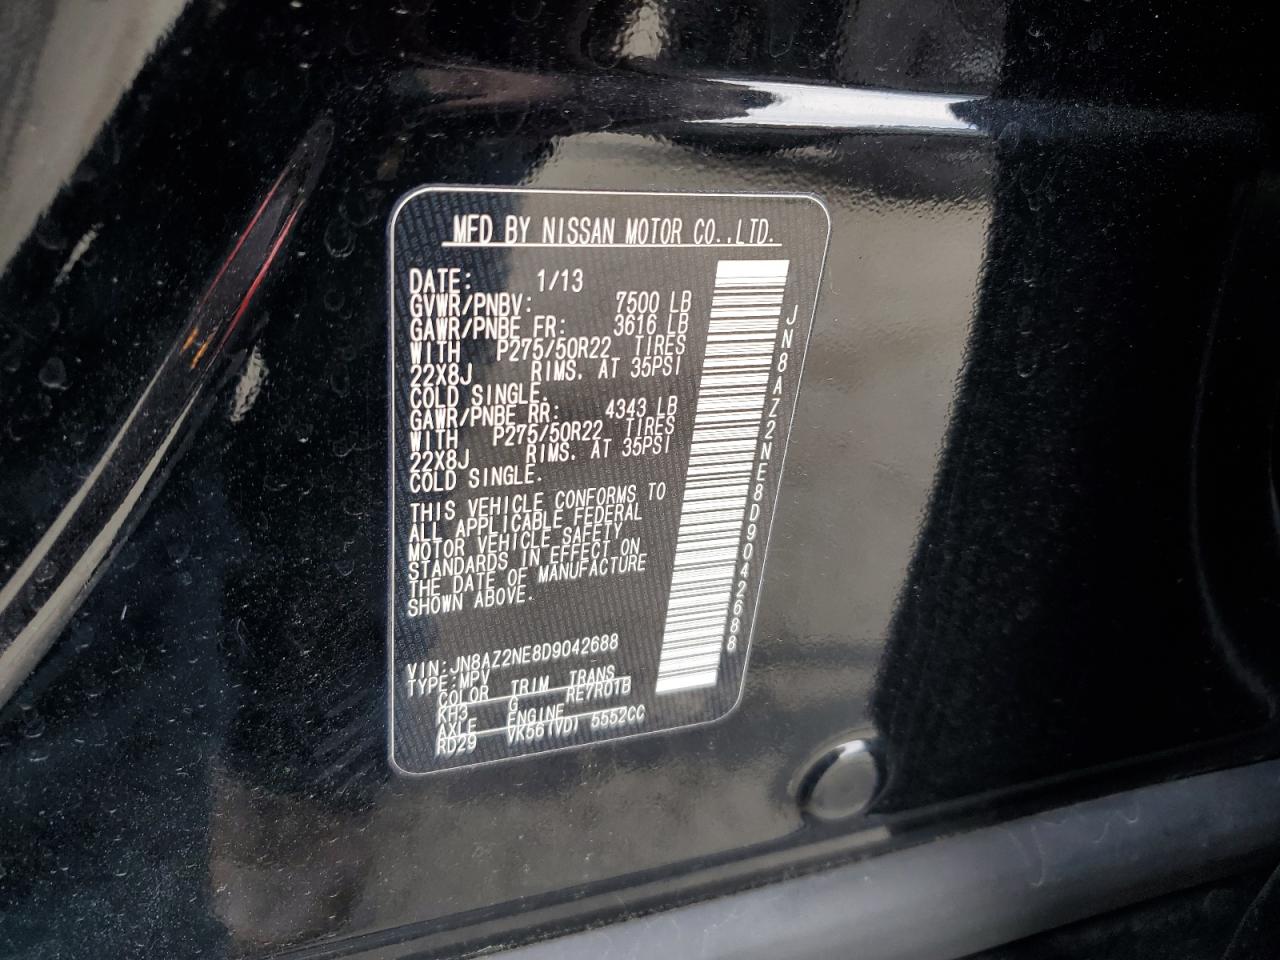 MFD BY NISSAN MOTOR CO.,LTD.
DATE: 1/13
GVWR/PNBV: 7500 LB
GAWR/PNBE FR: 3616 LB
WITH P275/50R22 TIRES
22X8J RIMS, AT 35PSI
COLD SINGLE.
GAWR/PNBE RR: 4343 LB
WITH P275/50R22 TIRES
22X8J RIMS, AT 35PSI
COLD SINGLE.
THIS VEHICLE CONFORMS TO
ALL APPLICABLE FEDERAL
MOTOR VEHICLE SAFETY
STANDARDS IN EFFECT ON
THE DATE OF MANUFACTURE
SHOWN ABOVE.
VIN:JN8AZ2NE8D9042688
TYPE:MPV
COLOR TRIM TRANS
KH3 G RE7R01B
AXLE ENGINE
RD29 VK56(VD) 5552CC
JN8AZ2NE8D9042688